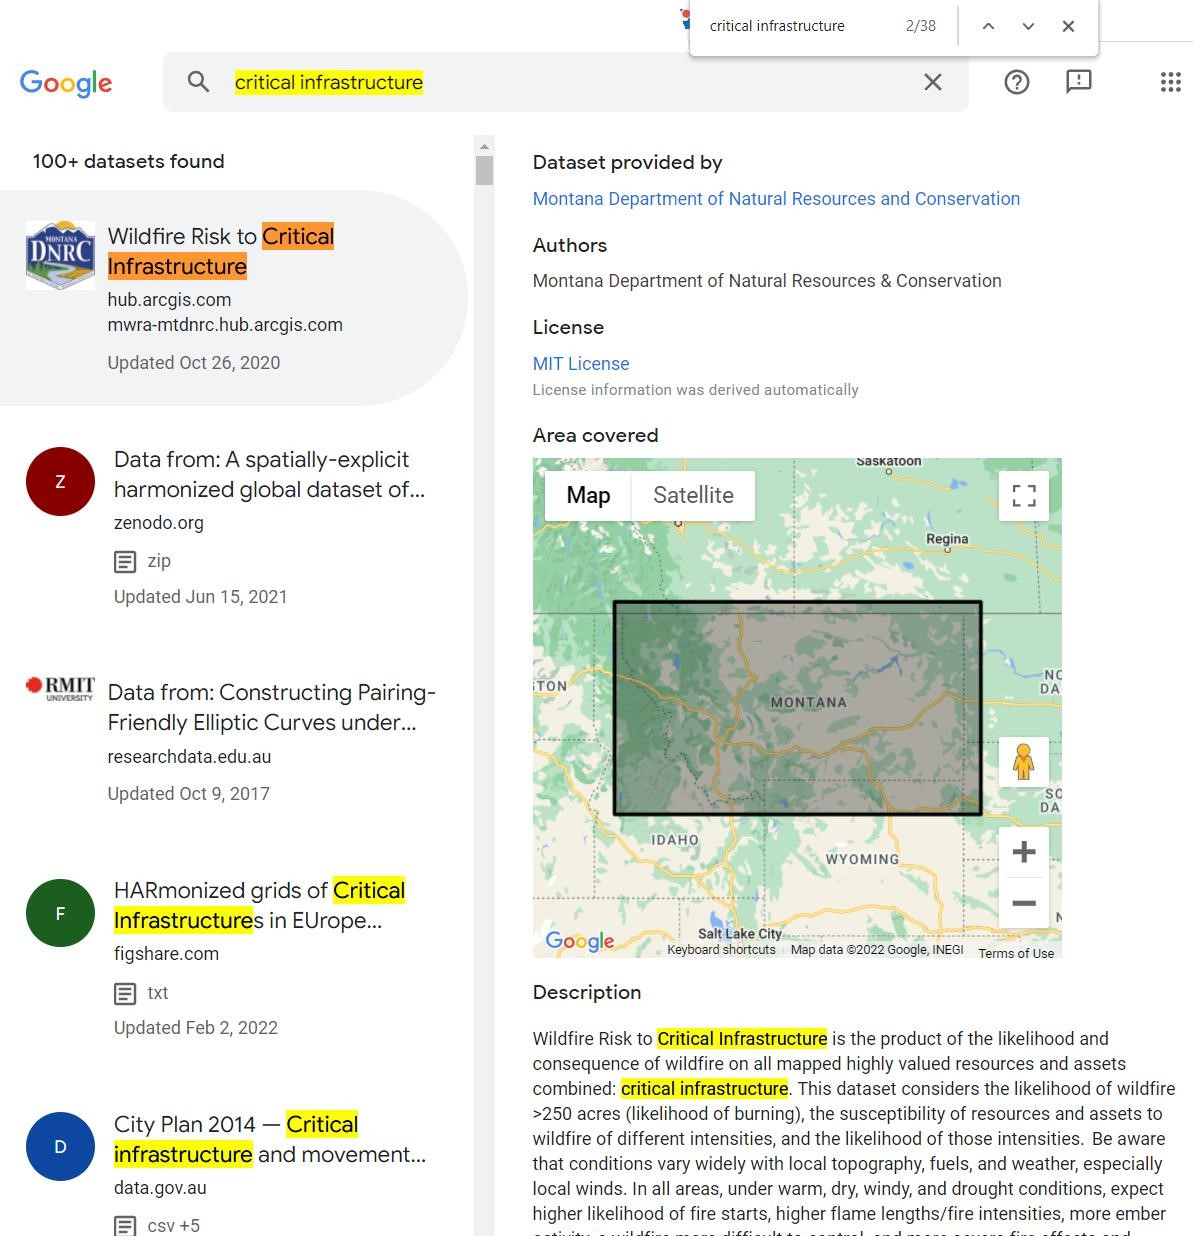 critical infrastructure 2/38
Google
critical infrastructure
100+ datasets found
MONTANA
DNRC
Wildfire Risk to Critical
Infrastructure
hub.arcgis.com
mwra-mtdnrc.hub.arcgis.com
Updated Oct 26, 2020
Z
Data from: A spatially-explicit
harmonized global dataset of...
zenodo.org
zip
Updated Jun 15, 2021
RMIT
UNIVERSITY
Data from: Constructing Pairing-
Friendly Elliptic Curves under...
researchdata.edu.au
Updated Oct 9, 2017
F
HARmonized grids of Critical
Infrastructures in EUrope...
figshare.com
txt
Updated Feb 2, 2022
D
City Plan 2014 — Critical
infrastructure and movement...
data.gov.au
csv +5
Dataset provided by
Montana Department of Natural Resources and Conservation
Authors
Montana Department of Natural Resources & Conservation
License
MIT License
License information was derived automatically
Area covered
Saskatoon
Map Satellite
Regina
TON
NO
DA
MONTANA
SO
DA
IDAHO
WYOMING
N
Salt Lake City
Google
Keyboard shortcuts Map data ©2022 Google, INEGI Terms of Use
Description
Wildfire Risk to Critical Infrastructure is the product of the likelihood and
consequence of wildfire on all mapped highly valued resources and assets
combined: critical infrastructure. This dataset considers the likelihood of wildfire
>250 acres (likelihood of burning), the susceptibility of resources and assets to
wildfire of different intensities, and the likelihood of those intensities. Be aware
that conditions vary widely with local topography, fuels, and weather, especially
local winds. In all areas, under warm, dry, windy, and drought conditions, expect
higher likelihood of fire starts, higher flame lengths/fire intensities, more ember